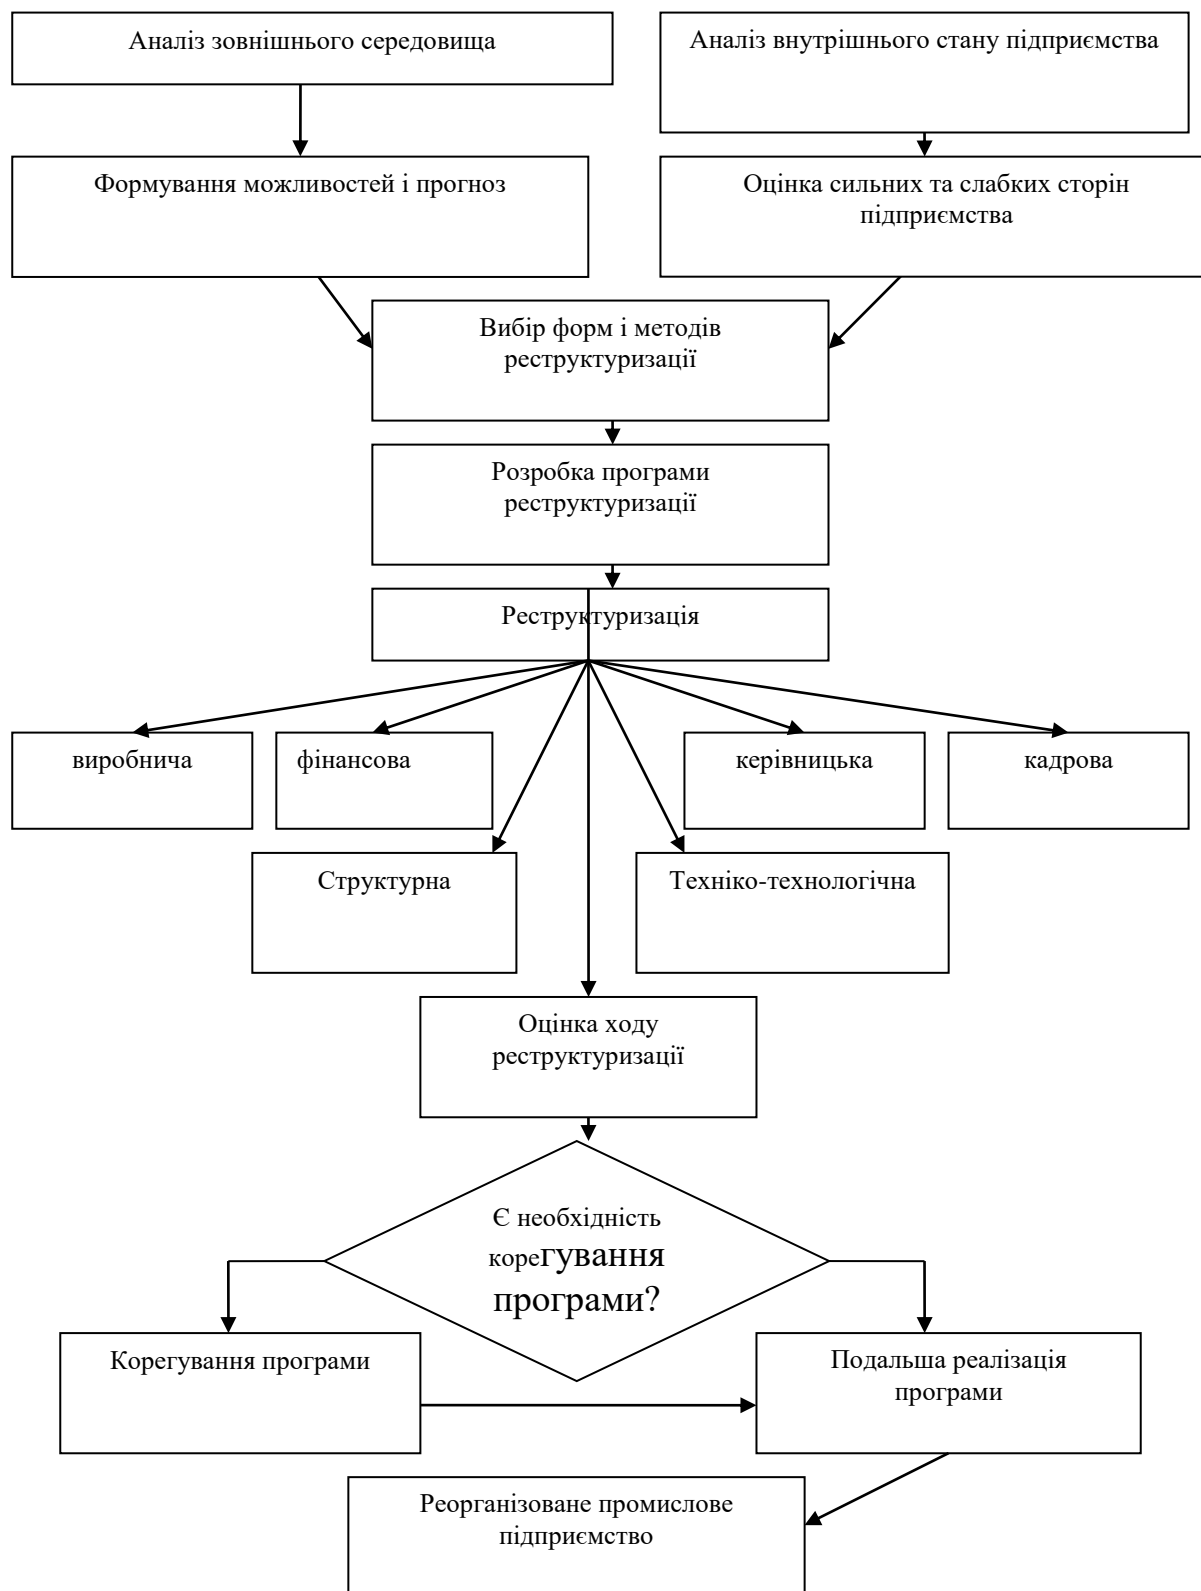 Аналіз зовнішнього середовища
Аналіз внутрішнього стану підприємства
Формування можливостей і прогноз
Оцінка сильних та слабких сторін
підприємства
Вибір форм і методів
реструктуризації
Розробка програми
реструктуризації
Реструктуризація
виробнича
фінансова
керівницька
кадрова
Структурна
Техніко-технологічна
Оцінка ходу
реструктуризації
Є необхідність
корегування
програми?
Корегування програми
Подальша реалізація
програми
Реорганізоване промислове
підприємство